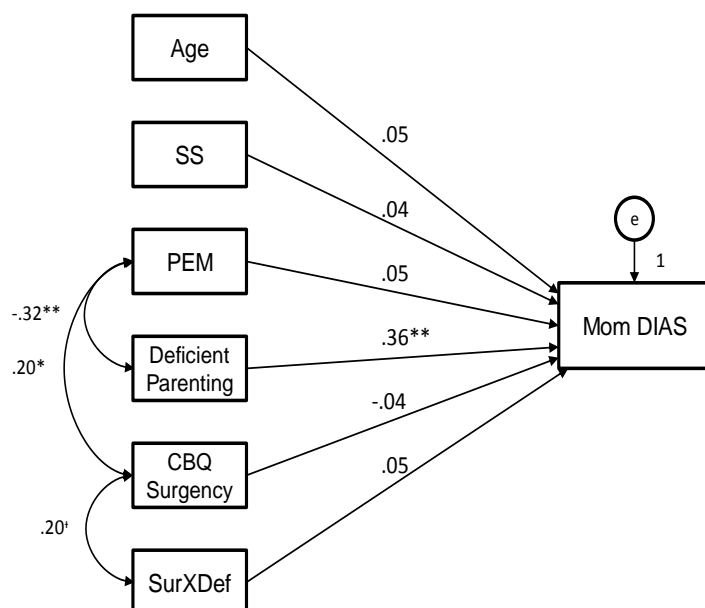 Age
.05
SS
.04
e
1
PEM
.05
Mom DIAS
-.32**
Deficient
Parenting
.36**
.20*
-.04
CBQ
Surgency
.05
.20ᵗ
SurXDef